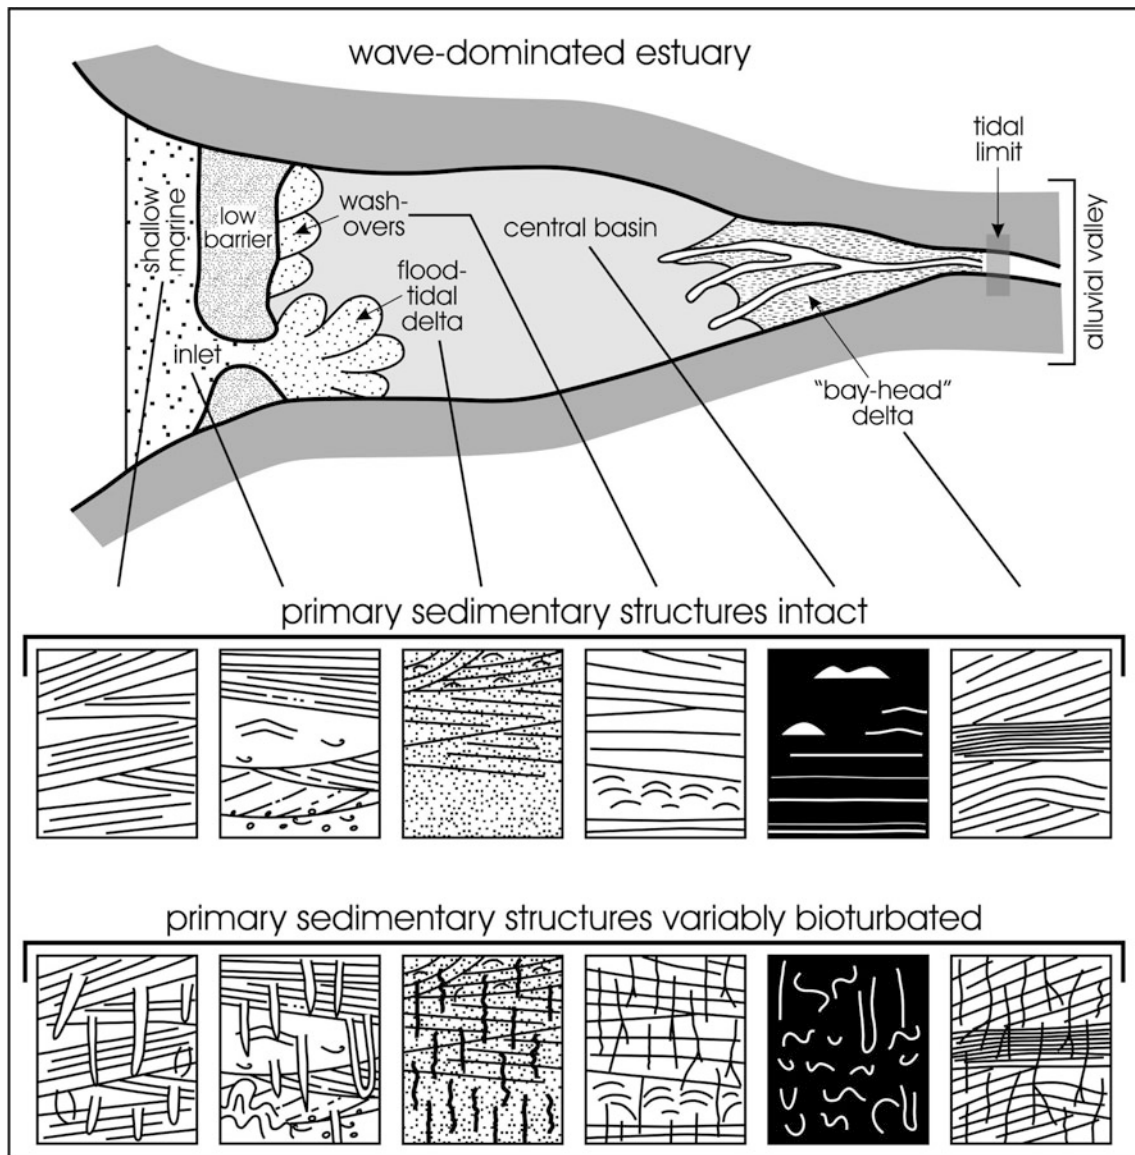 wave-dominated estuary
tidal
limit
shallow
marine
low
barrier
wash-
overs
central basin
flood-
tidal
delta
inlet
alluvial valley
"bay-head"
delta
primary sedimentary structures intact
primary sedimentary structures variably bioturbated